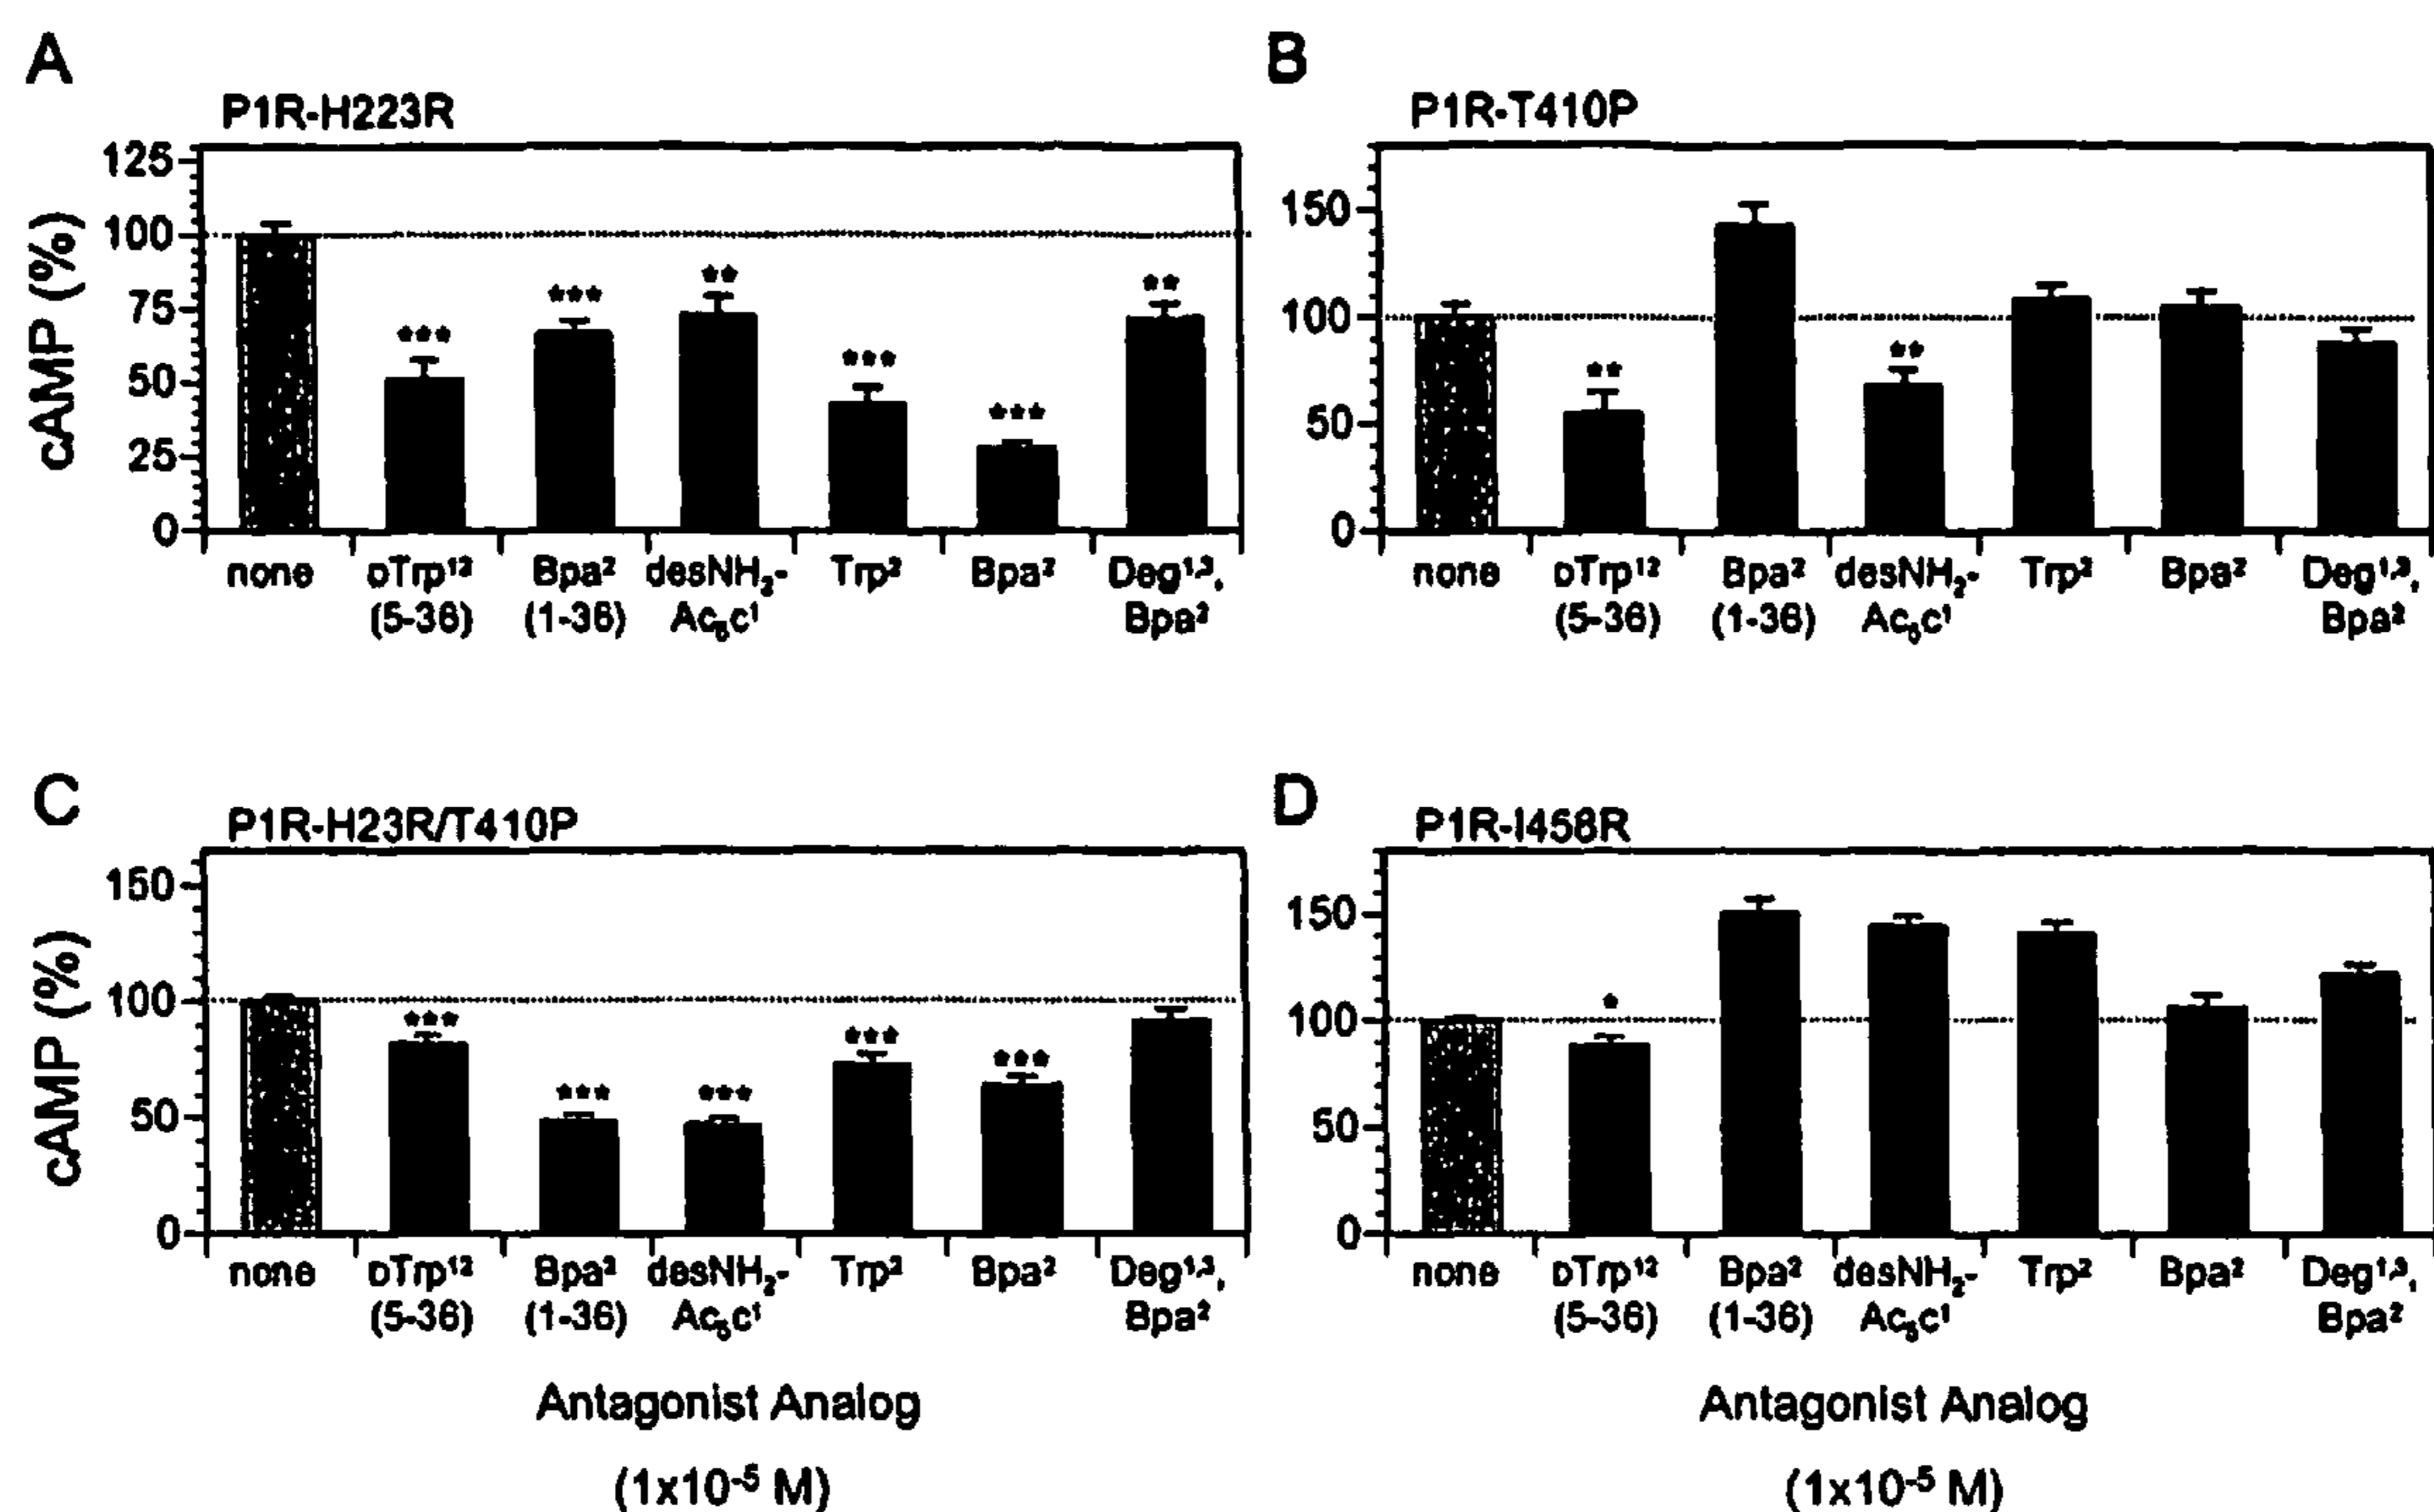 A
P1R-H223R
cAMP (%)
125
100
75
50
25
0
** 
*** *** *** *** **
***
none DTrp¹² Bpa² desNH₂- Trp² Bpa² Deg¹,³,
(5-36) (1-36) Ac₅c¹ Bpa²
B
P1R-T410P
150
100
50
0
** **
none DTrp¹² Bpa² desNH₂- Trp² Bpa² Deg¹,³,
(5-36) (1-36) Ac₅c¹ Bpa²
C
P1R-H23R/T410P
cAMP (%)
150
100
50
0
*** *** *** *** ***
none DTrp¹² Bpa² desNH₂- Trp² Bpa² Deg¹,³,
(5-36) (1-36) Ac₅c¹ Bpa²
Antagonist Analog
(1x10⁻⁵ M)
D
P1R-I458R
150
100
50
0
*
none DTrp¹² Bpa² desNH₂- Trp² Bpa² Deg¹,³,
(5-36) (1-36) Ac₅c¹ Bpa²
Antagonist Analog
(1x10⁻⁵ M)